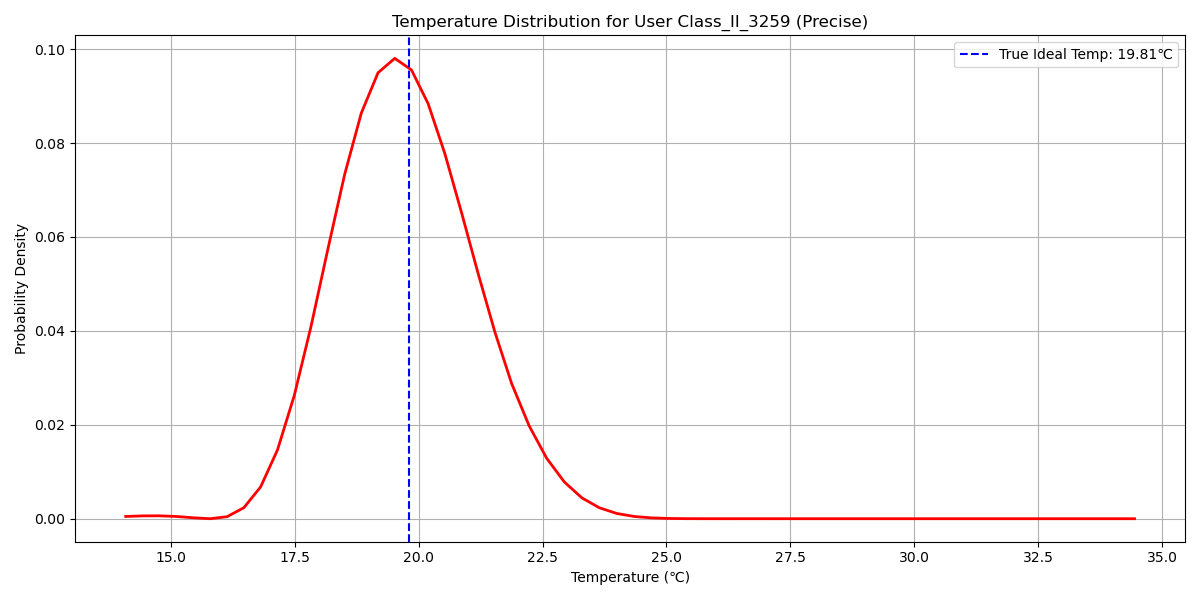 Temperature Distribution for User Class_II_3259 (Precise)
True Ideal Temp: 19.81℃
Probability Density
0.10
0.08
0.06
0.04
0.02
0.00
15.0 17.5 20.0 22.5 25.0 27.5 30.0 32.5 35.0
Temperature (℃)